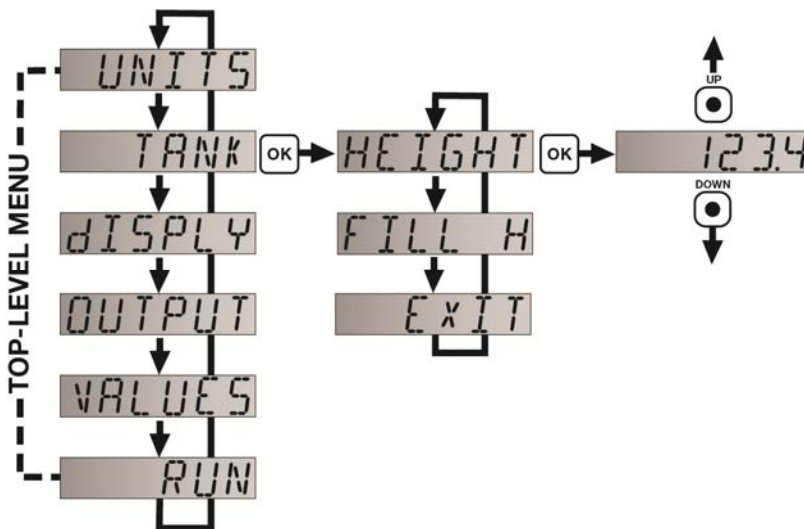 TOP-LEVEL MENU
UNITS
TANK
dISPLY
OUTPUT
VALUES
RUN
OK
HEIGHT
FILL H
ExIT
OK
UP
123.4
DOWN